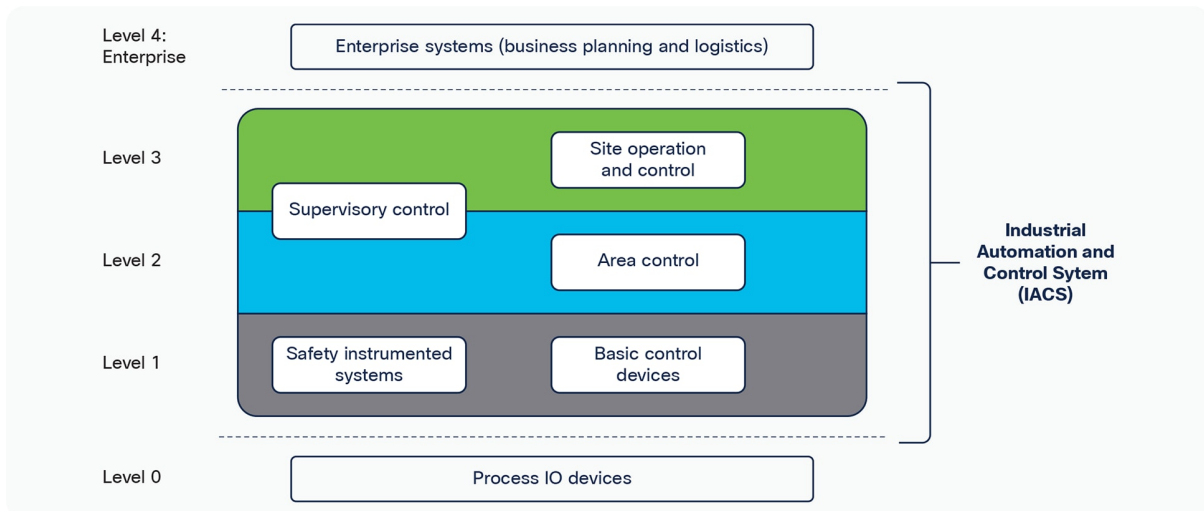 Level 4:
Enterprise
Enterprise systems (business planning and logistics)
Level 3
Site operation
and control
Supervisory control
Level 2
Area control
Industrial
Automation and
Control Sytem
(IACS)
Level 1
Safety instrumented
systems
Basic control
devices
Level 0
Process IO devices